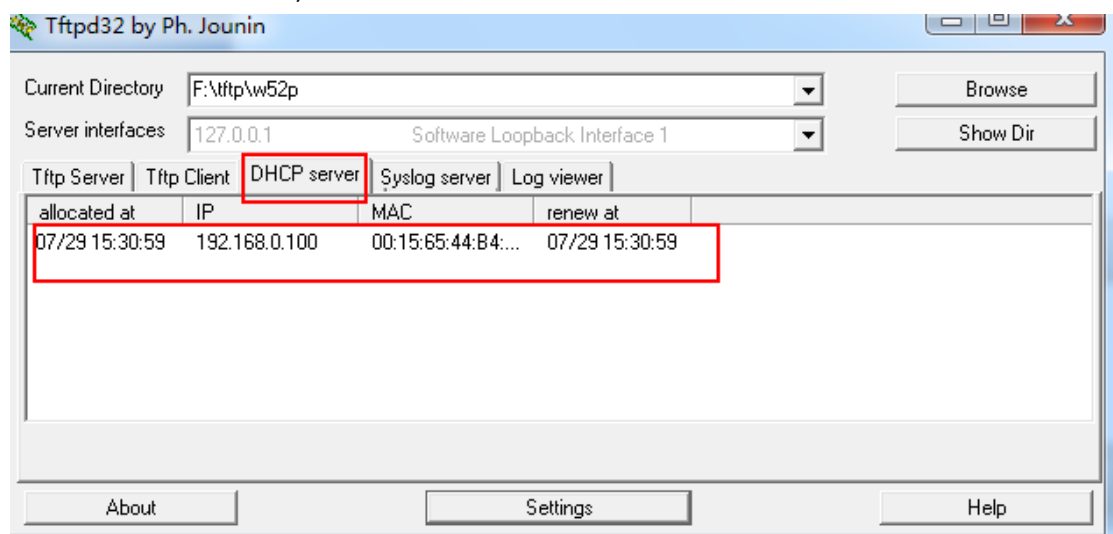 Tftpd32 by Ph. Jounin
Current Directory F:\tftp\w52p Browse
Server interfaces 127.0.0.1 Software Loopback Interface 1 Show Dir
Tftp Server Tftp Client DHCP server Syslog server Log viewer
allocated at IP MAC renew at
07/29 15:30:59 192.168.0.100 00:15:65:44:B4:... 07/29 15:30:59
About Settings Help